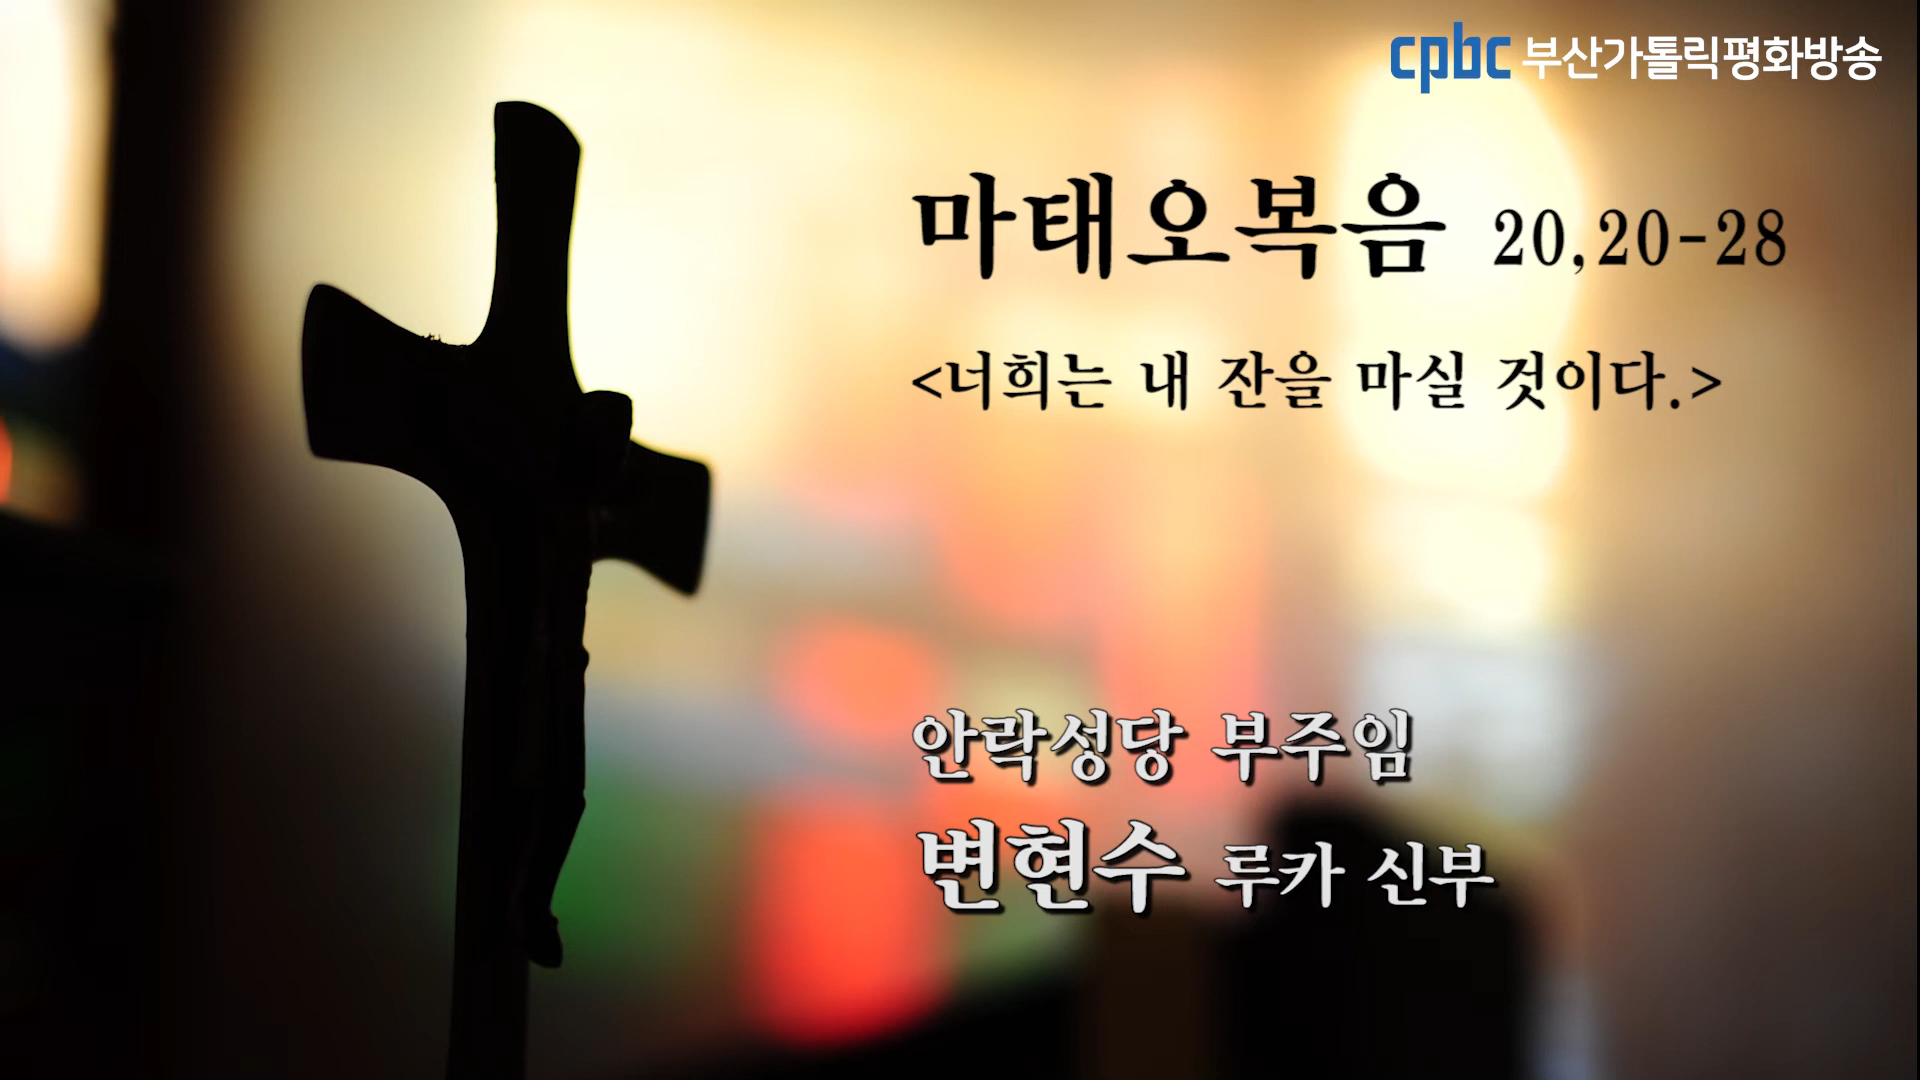 cpbc 부산가톨릭평화방송
마태오복음 20,20-28
<너희는 내 잔을 마실 것이다.>
안락성당 부주임
변현수 루카 신부